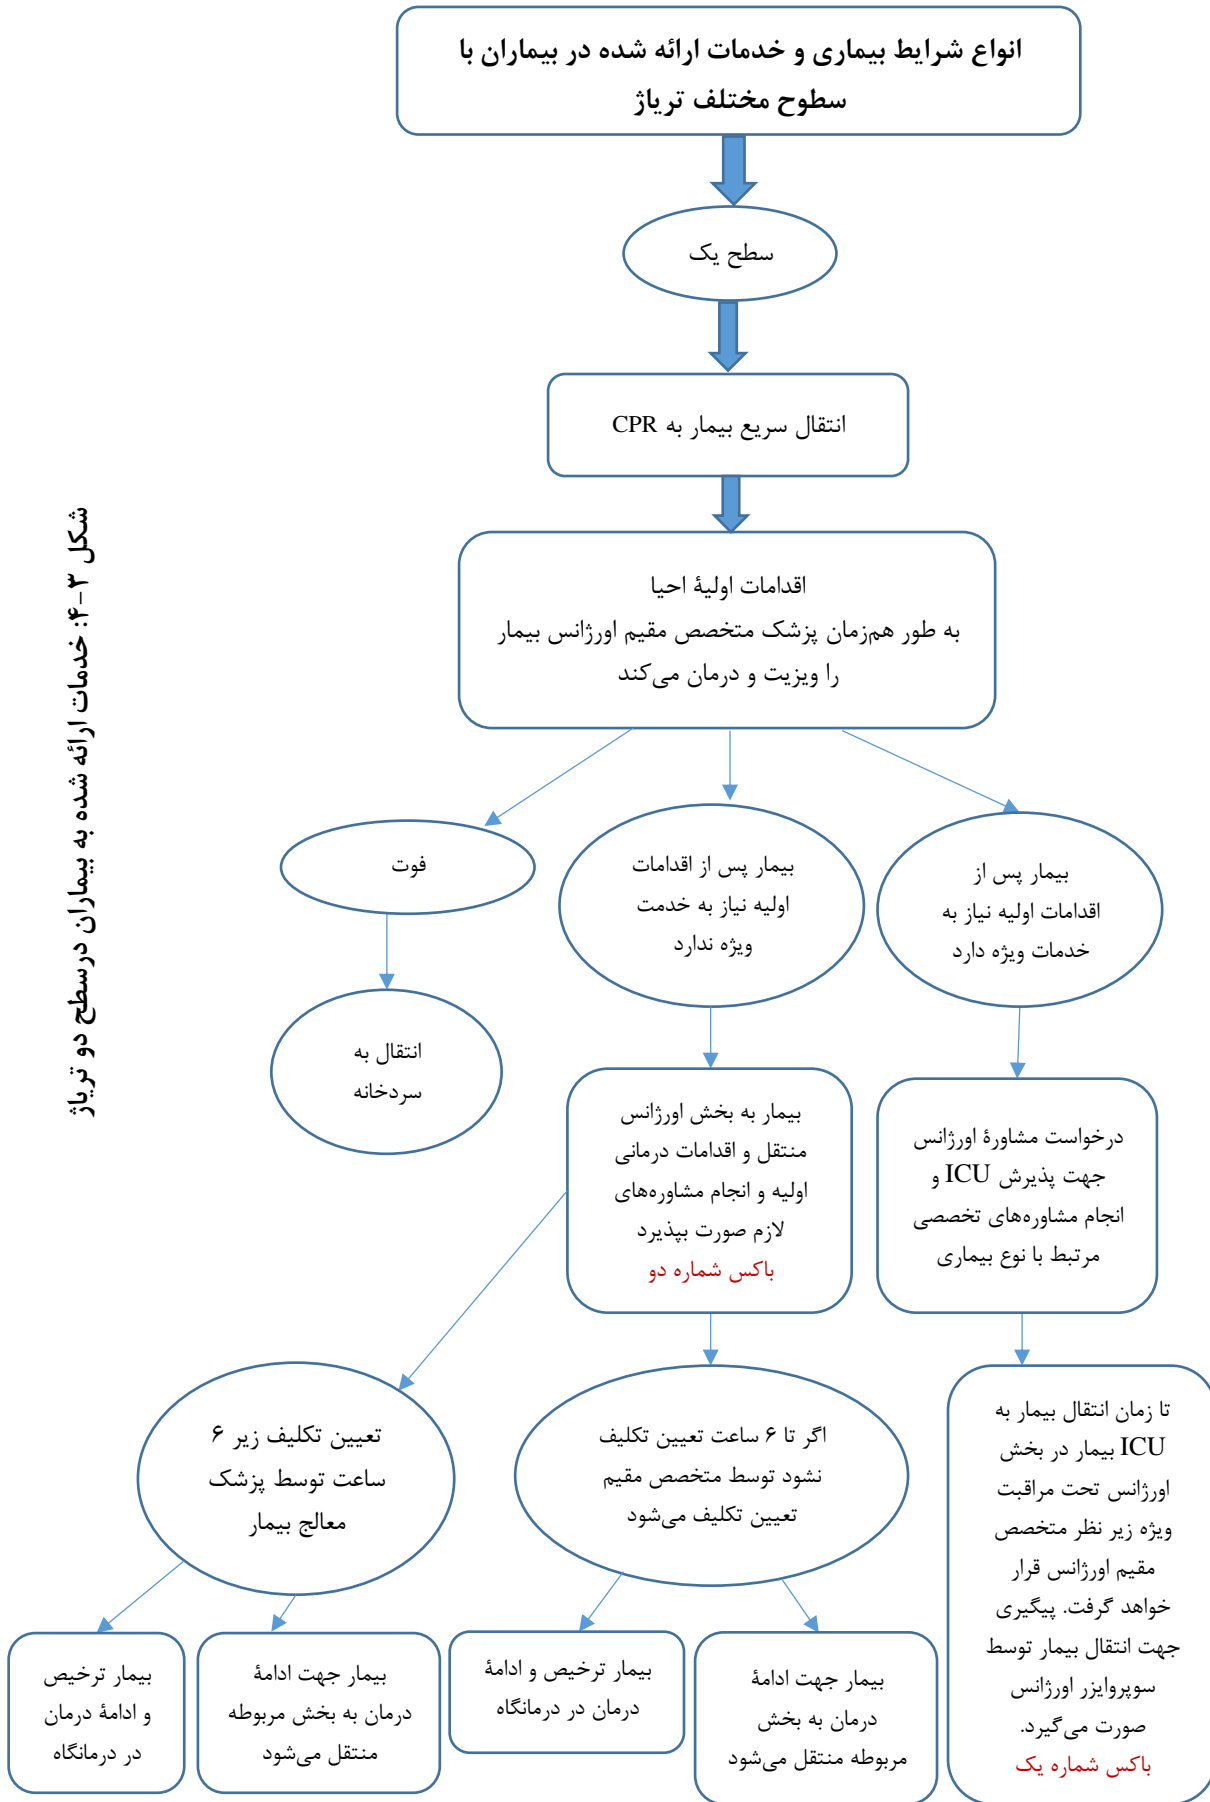 انواع شرایط بیماری و خدمات ارائه شده در بیماران با
سطوح مختلف تریاژ
سطح یک
انتقال سریع بیمار به CPR
اقدامات اولیهٔ احیا
به طور هم‌زمان پزشک متخصص مقیم اورژانس بیمار
را ویزیت و درمان می‌کند
بیمار پس از
اقدامات اولیه نیاز به
خدمات ویژه دارد
بیمار پس از اقدامات
اولیه نیاز به خدمت
ویژه ندارد
فوت
انتقال به
سردخانه
درخواست مشاورهٔ اورژانس
جهت پذیرش ICU و
انجام مشاوره‌های تخصصی
مرتبط با نوع بیماری
بیمار به بخش اورژانس
منتقل و اقدامات درمانی
اولیه و انجام مشاوره‌های
لازم صورت بپذیرد
باکس شماره دو
تا زمان انتقال بیمار به
ICU بیمار در بخش
اورژانس تحت مراقبت
ویژه زیر نظر متخصص
مقیم اورژانس قرار
خواهد گرفت. پیگیری
جهت انتقال بیمار توسط
سوپروایزر اورژانس
صورت می‌گیرد.
باکس شماره یک
اگر تا ۶ ساعت تعیین تکلیف
نشود توسط متخصص مقیم
تعیین تکلیف می‌شود
تعیین تکلیف زیر ۶
ساعت توسط پزشک
معالج بیمار
بیمار جهت ادامهٔ
درمان به بخش
مربوطه منتقل می‌شود
بیمار ترخیص و ادامهٔ
درمان در درمانگاه
بیمار جهت ادامهٔ
درمان به بخش مربوطه
منتقل می‌شود
بیمار ترخیص
و ادامهٔ درمان
در درمانگاه
شکل ۳-۴: خدمات ارائه شده به بیماران درسطح دو تریاژ